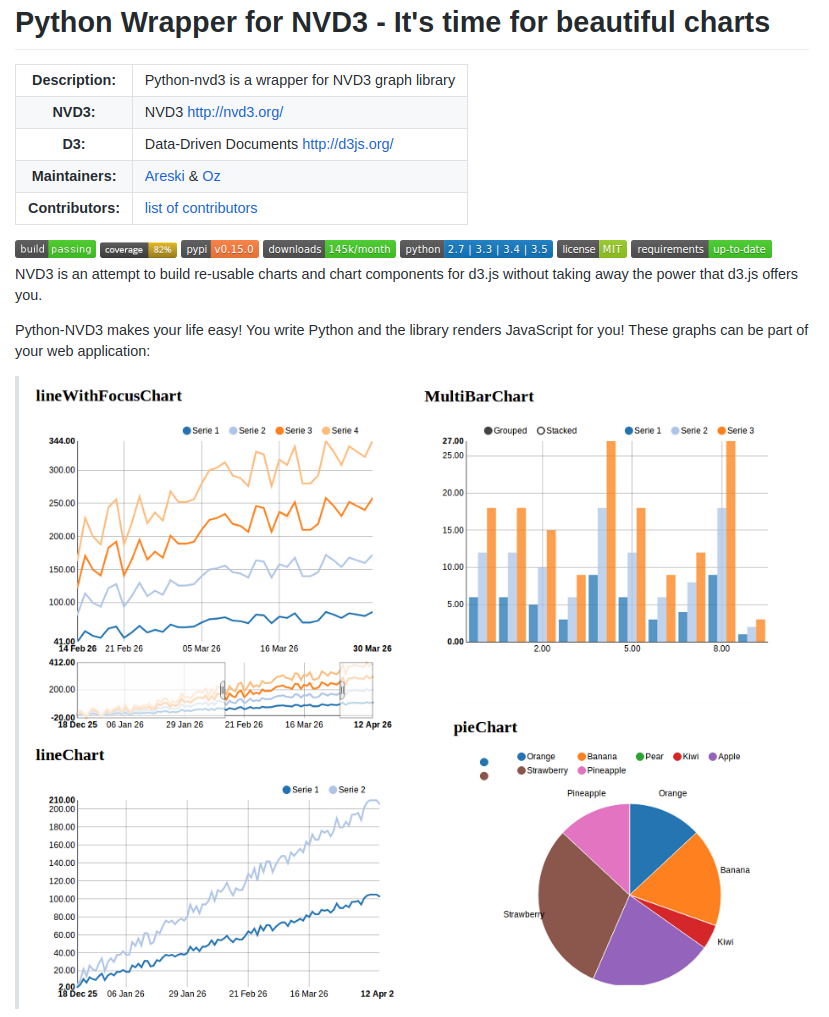 Python Wrapper for NVD3 - It's time for beautiful charts
Description: Python-nvd3 is a wrapper for NVD3 graph library
NVD3: NVD3 http://nvd3.org/
D3: Data-Driven Documents http://d3js.org/
Maintainers: Areski & Oz
Contributors: list of contributors
build passing coverage 82% pypi v0.15.0 downloads 145k/month python 2.7 | 3.3 | 3.4 | 3.5 license MIT requirements up-to-date
NVD3 is an attempt to build re-usable charts and chart components for d3.js without taking away the power that d3.js offers
you.
Python-NVD3 makes your life easy! You write Python and the library renders JavaScript for you! These graphs can be part of
your web application:
lineWithFocusChart
Serie 1 Serie 2 Serie 3 Serie 4
344.00
300.00
250.00
200.00
150.00
100.00
41.00
14 Feb 26 21 Feb 26 05 Mar 26 16 Mar 26 30 Mar 26
412.00
200.00
-20.00
18 Dec 25 06 Jan 26 29 Jan 26 21 Feb 26 16 Mar 26 12 Apr 26
MultiBarChart
Grouped Stacked Serie 1 Serie 2 Serie 3
27.00
25.00
20.00
15.00
10.00
5.00
0.00
2.00 5.00 8.00
lineChart
Serie 1 Serie 2
210.00
200.00
180.00
160.00
140.00
120.00
100.00
80.00
60.00
40.00
20.00
2.00
18 Dec 25 06 Jan 26 29 Jan 26 21 Feb 26 16 Mar 26 12 Apr 2
pieChart
Orange Banana Pear Kiwi Apple
Strawberry Pineapple
Pineapple Orange
Banana
Strawberry
Kiwi